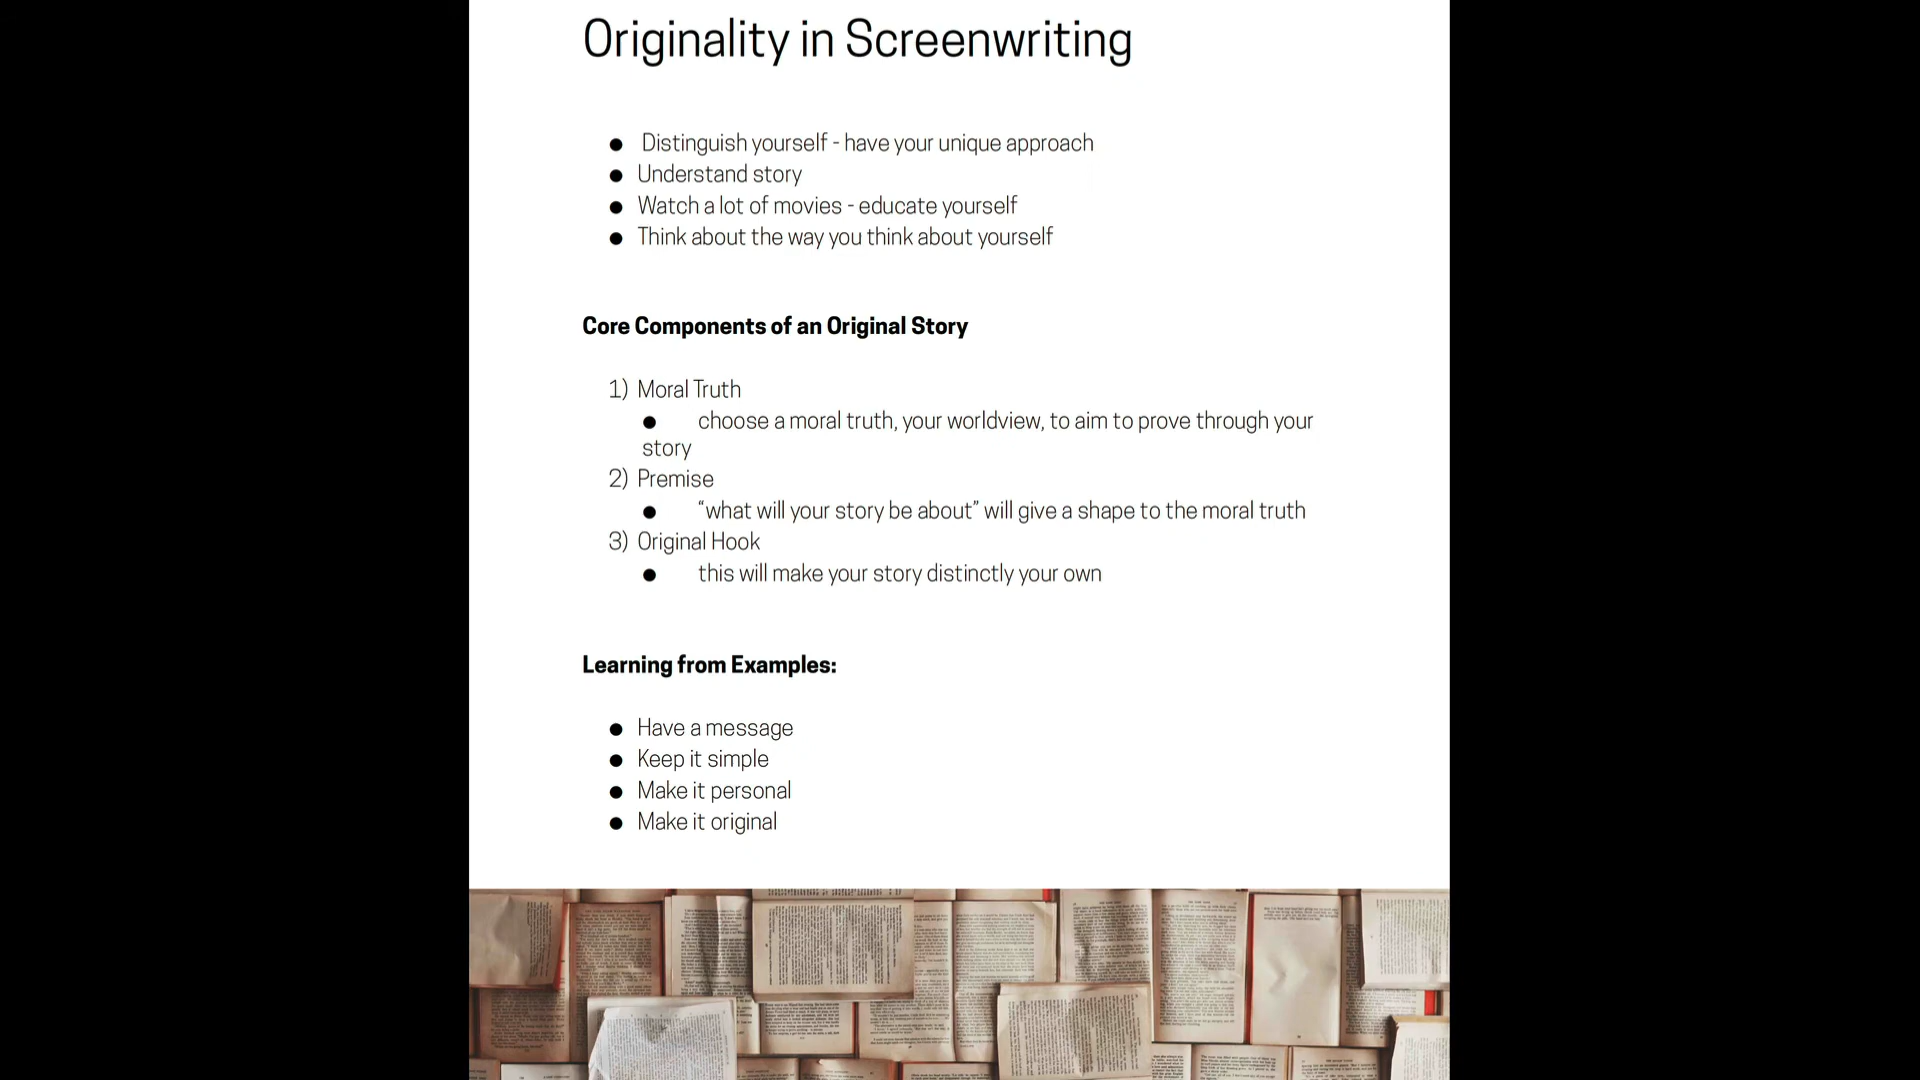 Originality in Screenwriting
● Distinguish yourself - have your unique approach
● Understand story
● Watch a lot of movies - educate yourself
● Think about the way you think about yourself
Core Components of an Original Story
1) Moral Truth
● choose a moral truth, your worldview, to aim to prove through your
story
2) Premise
● “what will your story be about” will give a shape to the moral truth
3) Original Hook
● this will make your story distinctly your own
Learning from Examples:
● Have a message
● Keep it simple
● Make it personal
● Make it original